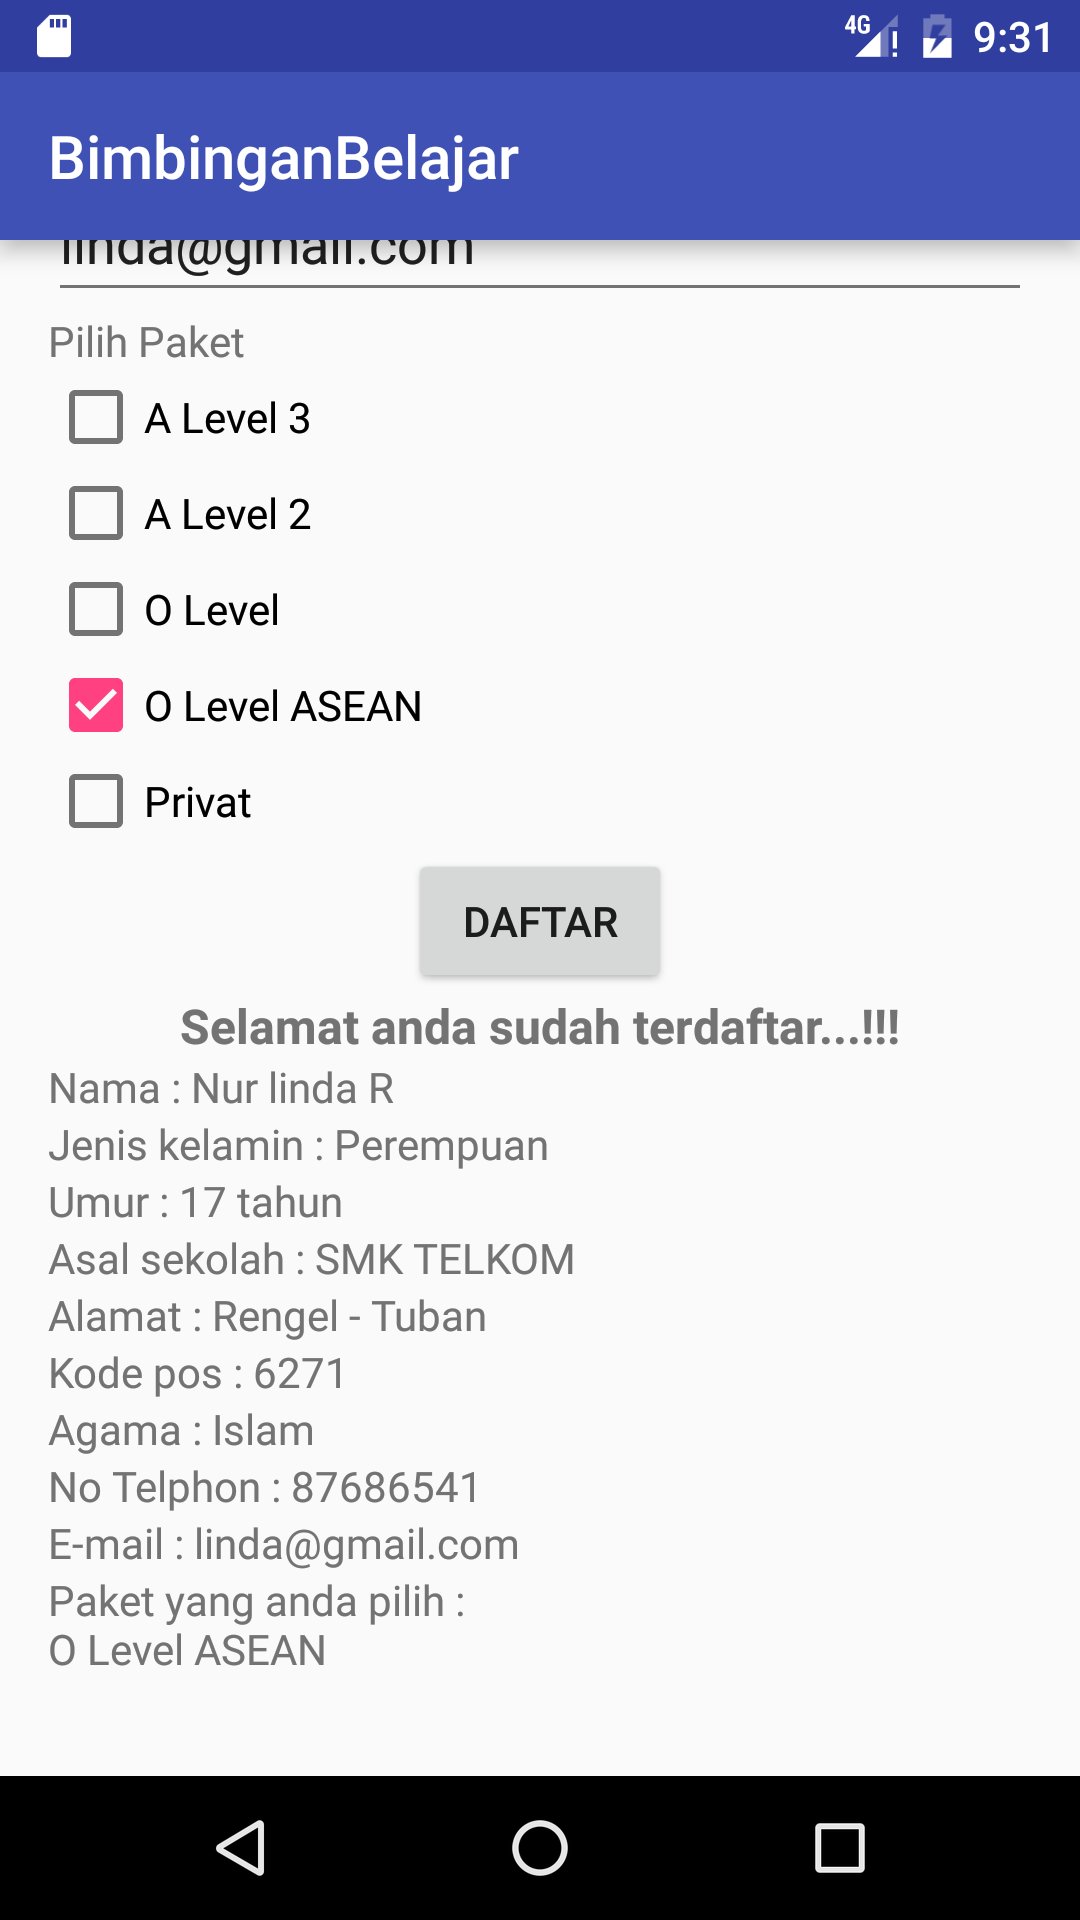 4G 9:31
BimbinganBelajar
linda@gmail.com
Pilih Paket
A Level 3
A Level 2
O Level
O Level ASEAN
Privat
DAFTAR
Selamat anda sudah terdaftar...!!!
Nama : Nur linda R
Jenis kelamin : Perempuan
Umur : 17 tahun
Asal sekolah : SMK TELKOM
Alamat : Rengel - Tuban
Kode pos : 6271
Agama : Islam
No Telphon : 87686541
E-mail : linda@gmail.com
Paket yang anda pilih :
O Level ASEAN